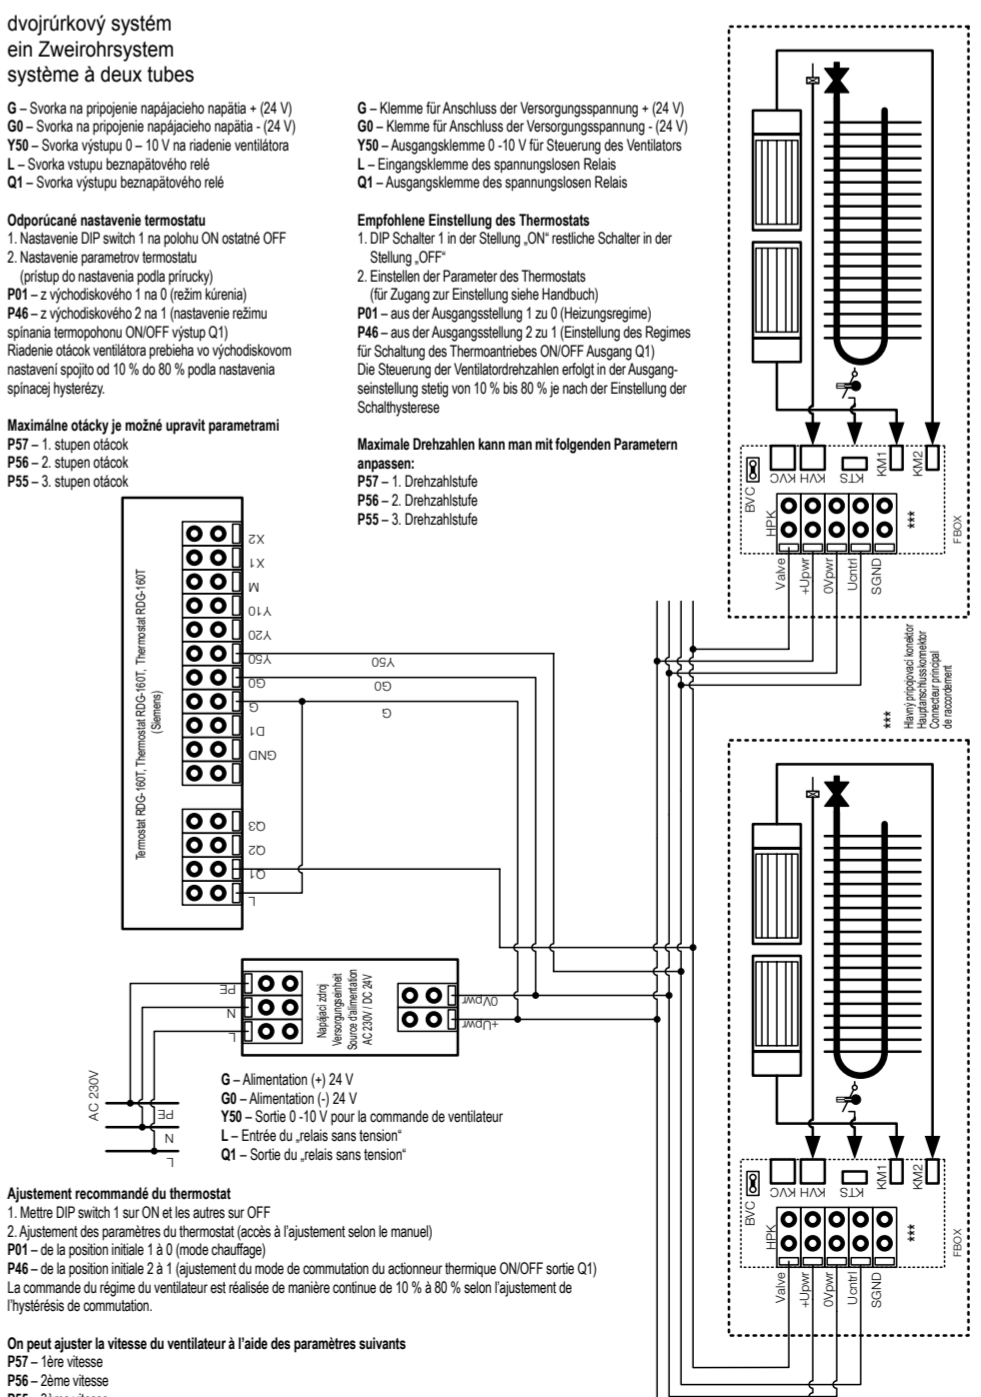 dvojrúrkový systém
ein Zweirohrsystem
système à deux tubes
G – Svorka na pripojenie napájacieho napätia + (24 V)
G0 – Svorka na pripojenie napájacieho napätia - (24 V)
Y50 – Svorka výstupu 0 – 10 V na riadenie ventilátora
L – Svorka vstupu beznapätového relé
Q1 – Svorka výstupu beznapätového relé
Odporúcané nastavenie termostatu
1. Nastavenie DIP switch 1 na polohu ON ostatné OFF
2. Nastavenie parametrov termostatu
(prístup do nastavenia podla prírucky)
P01 – z východiskového 1 na 0 (režim kúrenia)
P46 – z východiskového 2 na 1 (nastavenie režimu
spínania termopohonu ON/OFF výstup Q1)
Riadenie otácok ventilátora prebieha vo východiskovom
nastavení spojito od 10 % do 80 % podla nastavenia
spínacej hysterézy.
Maximálne otácky je možné upravit parametrami
P57 – 1. stupen otácok
P56 – 2. stupen otácok
P55 – 3. stupen otácok
G – Klemme für Anschluss der Versorgungsspannung + (24 V)
G0 – Klemme für Anschluss der Versorgungsspannung - (24 V)
Y50 – Ausgangsklemme 0 -10 V für Steuerung des Ventilators
L – Eingangsklemme des spannungslosen Relais
Q1 – Ausgangsklemme des spannungslosen Relais
Empfohlene Einstellung des Thermostats
1. DIP Schalter 1 in der Stellung „ON“ restliche Schalter in der
Stellung „OFF“
2. Einstellen der Parameter des Thermostats
(für Zugang zur Einstellung siehe Handbuch)
P01 – aus der Ausgangsstellung 1 zu 0 (Heizungsregime)
P46 – aus der Ausgangsstellung 2 zu 1 (Einstellung des Regimes
für Schaltung des Thermoantriebes ON/OFF Ausgang Q1)
Die Steuerung der Ventilatordrehzahlen erfolgt in der Ausgang-
seinstellung stetig von 10 % bis 80 % je nach der Einstellung der
Schalthysterese
Maximale Drehzahlen kann man mit folgenden Parametern
anpassen:
P57 – 1. Drehzahlstufe
P56 – 2. Drehzahlstufe
P55 – 3. Drehzahlstufe
Termostat RDG-160T, Thermostat RDG-160T, Thermostat RDG-160T
(Siemens)
X2
X1
M
Y10
Y20
Y50
G0
G
D1
GND
Q3
Q2
Q1
L
Y50
G0
G
BVC
KVC
KVH
KTS
KM1
KM2
HPK
***
FBOX
Valve
+Upwr
0Vpwr
Ucntrl
SGND
***
Hlavný pripojovací konektor
Hauptanschlusskonnektor
Connecteur principal
de raccordement
PE
N
L
Napájací zdroj
Versorgungseinheit
Source d'alimentation
AC 230V / DC 24V
0Vpwr
+Upwr
AC 230V
PE
N
L
BVC
KVC
KVH
KTS
KM1
KM2
HPK
***
FBOX
Valve
+Upwr
0Vpwr
Ucntrl
SGND
G – Alimentation (+) 24 V
G0 – Alimentation (-) 24 V
Y50 – Sortie 0 -10 V pour la commande de ventilateur
L – Entrée du „relais sans tension“
Q1 – Sortie du „relais sans tension“
Ajustement recommandé du thermostat
1. Mettre DIP switch 1 sur ON et les autres sur OFF
2. Ajustement des paramètres du thermostat (accès à l’ajustement selon le manuel)
P01 – de la position initiale 1 à 0 (mode chauffage)
P46 – de la position initiale 2 à 1 (ajustement du mode de commutation du actionneur thermique ON/OFF sortie Q1)
La commande du régime du ventilateur est réalisée de manière continue de 10 % à 80 % selon l’ajustement de
l’hystérésis de commutation.
On peut ajuster la vitesse du ventilateur à l’aide des paramètres suivants
P57 – 1ère vitesse
P56 – 2ème vitesse